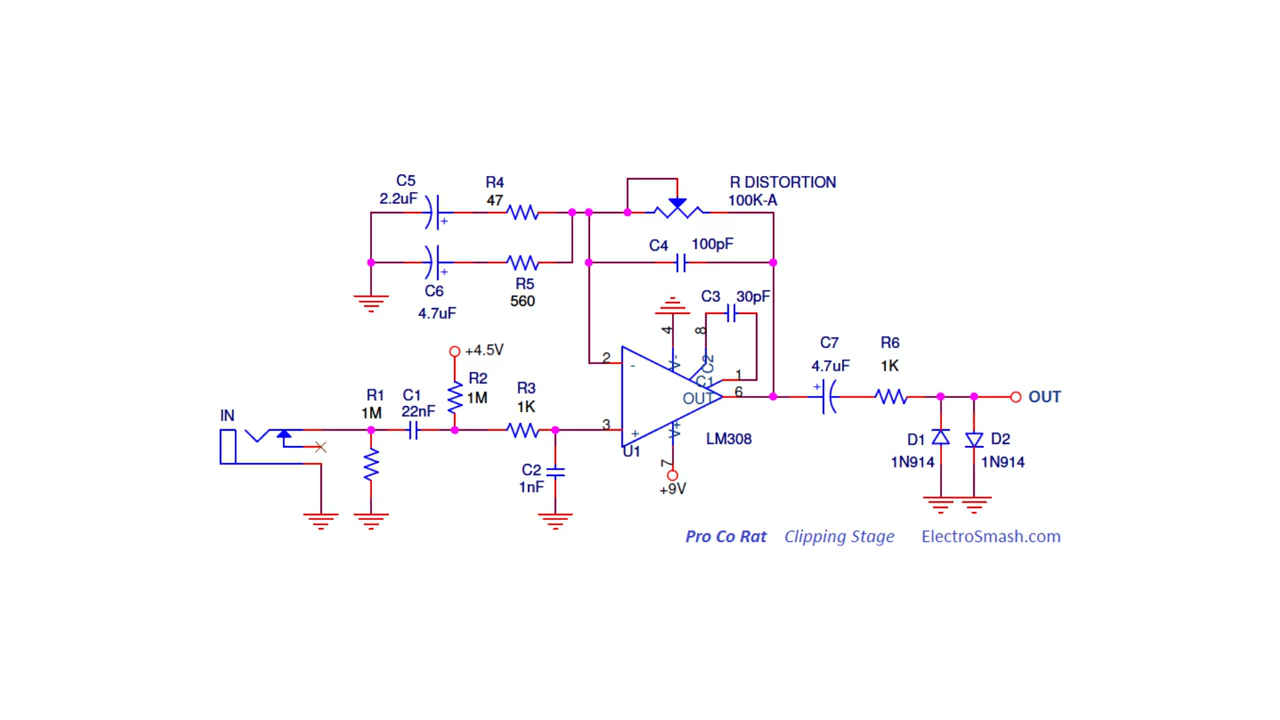 C5
2.2uF
R4
47
R DISTORTION
100K-A
+
C4
100pF
+
C6
4.7uF
R5
560
C3
30pF
4
8
+4.5V
2
-
V-
C2
C1
1
OUT
6
C7
4.7uF
+
R6
1K
OUT
R1
1M
C1
22nF
R2
1M
R3
1K
IN
3
+
V+
U1
LM308
7
+9V
C2
1nF
D1
1N914
D2
1N914
Pro Co Rat Clipping Stage ElectroSmash.com